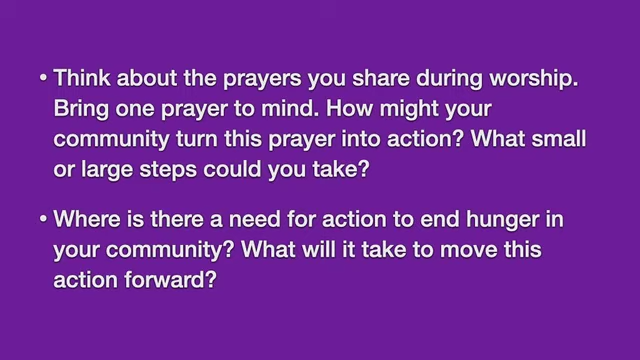 • Think about the prayers you share during worship.
Bring one prayer to mind. How might your
community turn this prayer into action? What small
or large steps could you take?
• Where is there a need for action to end hunger in
your community? What will it take to move this
action forward?